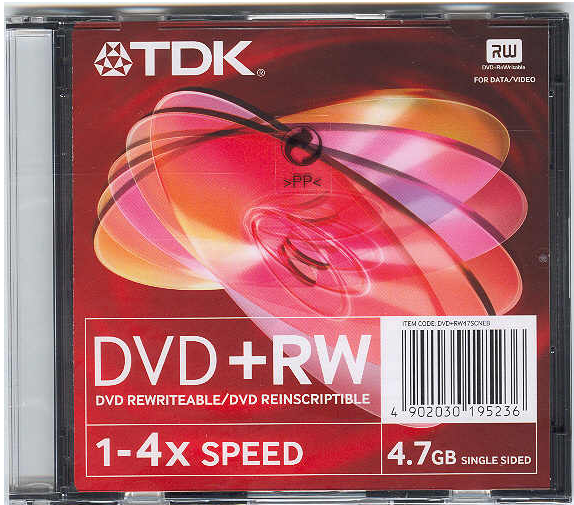 TDK®
RW
DVD+ReWritable
FOR DATA/VIDEO
>PP<
DVD +RW
DVD REWRITEABLE/DVD REINSCRIPTIBLE
1-4X SPEED
ITEM CODE: DVD+RW47SCNEB
4 902030 195236
4.7GB SINGLE SIDED